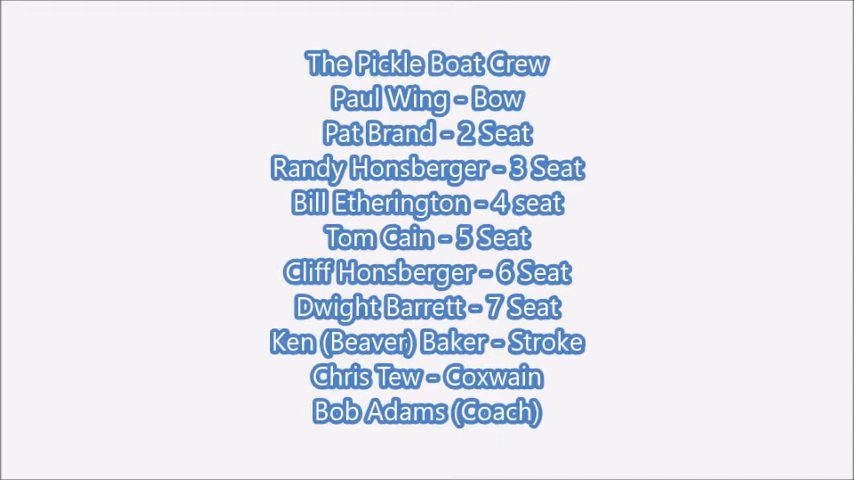 The Pickle Boat Crew
Paul Wing - Bow
Pat Brand - 2 Seat
Randy Honsberger - 3 Seat
Bill Etherington - 4 seat
Tom Cain - 5 Seat
Cliff Honsberger - 6 Seat
Dwight Barrett - 7 Seat
Ken (Beaver) Baker - Stroke
Chris Tew - Coxwain
Bob Adams (Coach)